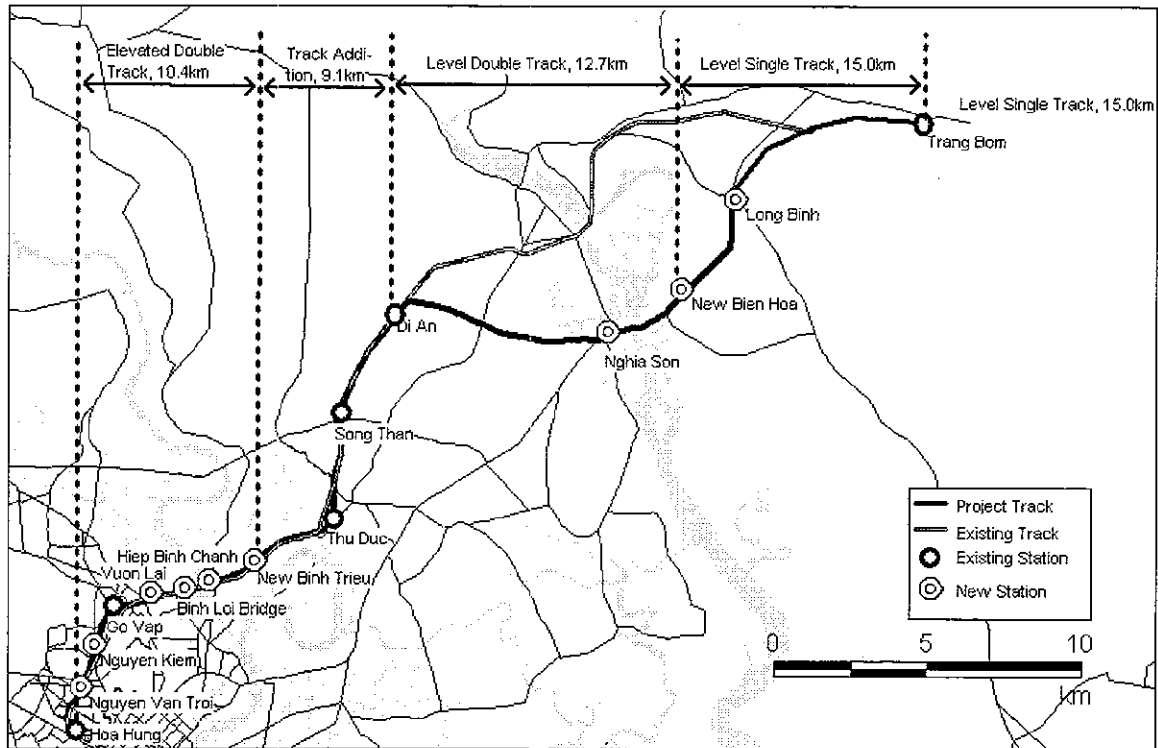 Elevated Double
Track, 10.4km
Track Addi-
tion, 9.1km
Level Double Track, 12.7km
Level Single Track, 15.0km
Level Single Track, 15.0km
Trang Bom
Long Binh
New Bien Hoa
Di An
Nghia Son
Song Than
Thu Duc
Hiep Binh Chanh
New Binh Trieu
Vuon Lai
Binh Loi Bridge
Go Vap
Nguyen Kiem
Nguyen Van Troi
Hoa Hung
Project Track
Existing Track
Existing Station
New Station
0 5 10
km